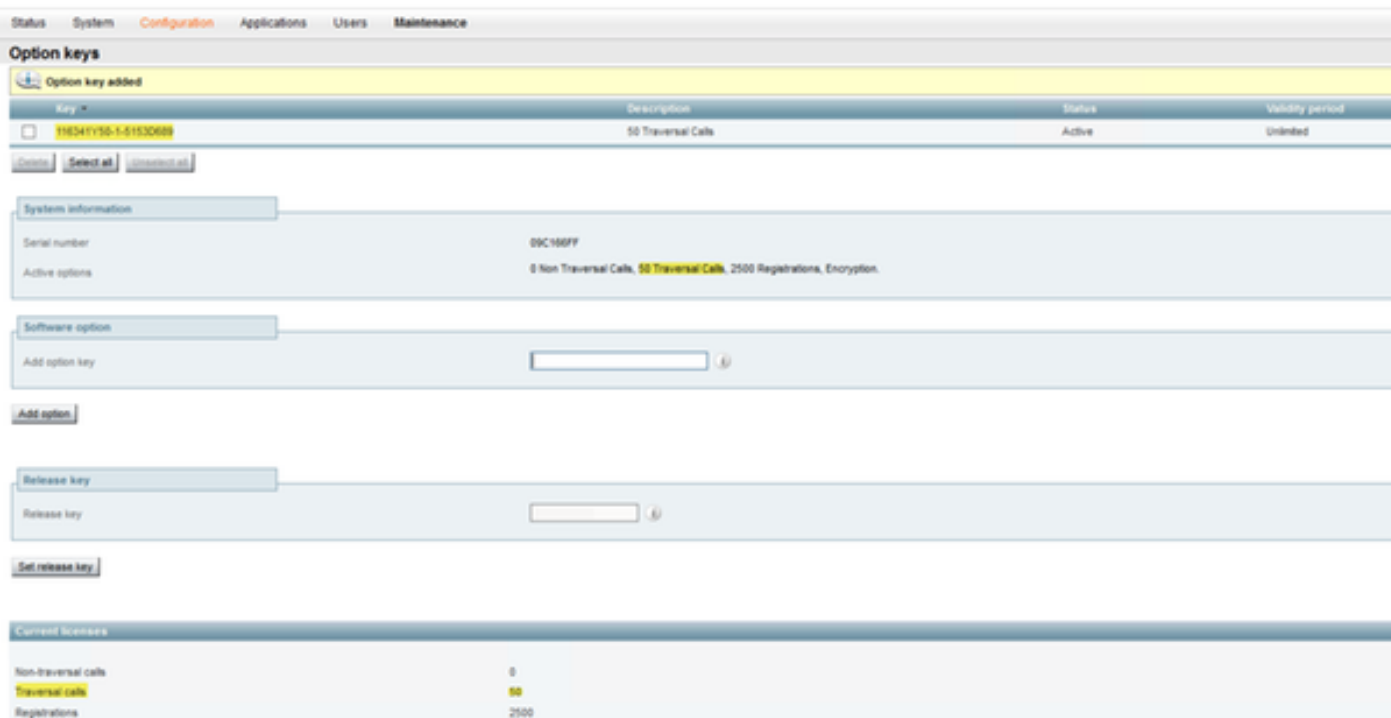 Status System Configuration Applications Users Maintenance
Option keys
Option key added
Key Description Status Validity period
116341Y50-1-5153D689 50 Traversal Calls Active Unlimited
Delete Select all Unselect all
System information
Serial number 09C166FF
Active options 0 Non Traversal Calls, 50 Traversal Calls, 2500 Registrations, Encryption.
Software option
Add option key
Add option
Release key
Release key
Set release key
Current licenses
Non-traversal calls 0
Traversal calls 50
Registrations 2500